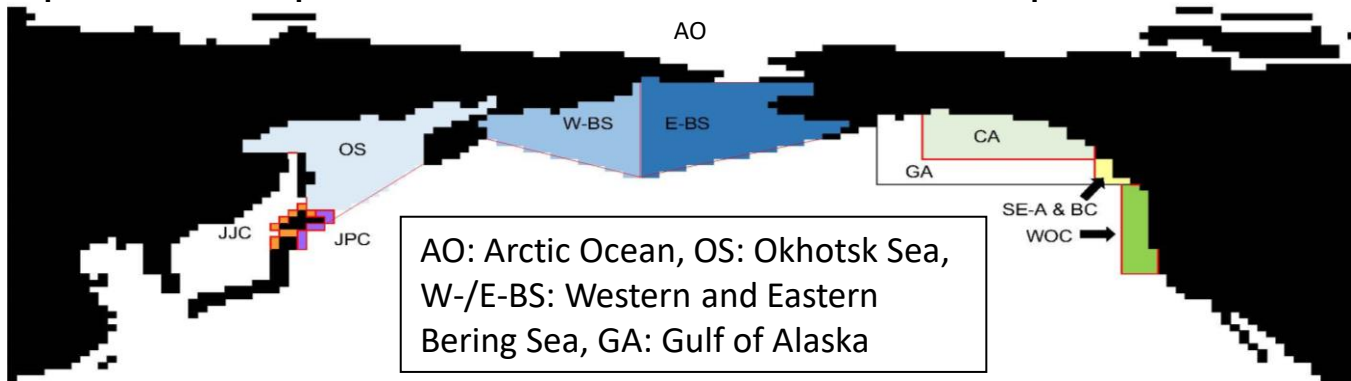 AO
W-BS
E-BS
OS
CA
GA
SE-A & BC
JJC
JPC
WOC
AO: Arctic Ocean, OS: Okhotsk Sea,
W-/E-BS: Western and Eastern
Bering Sea, GA: Gulf of Alaska